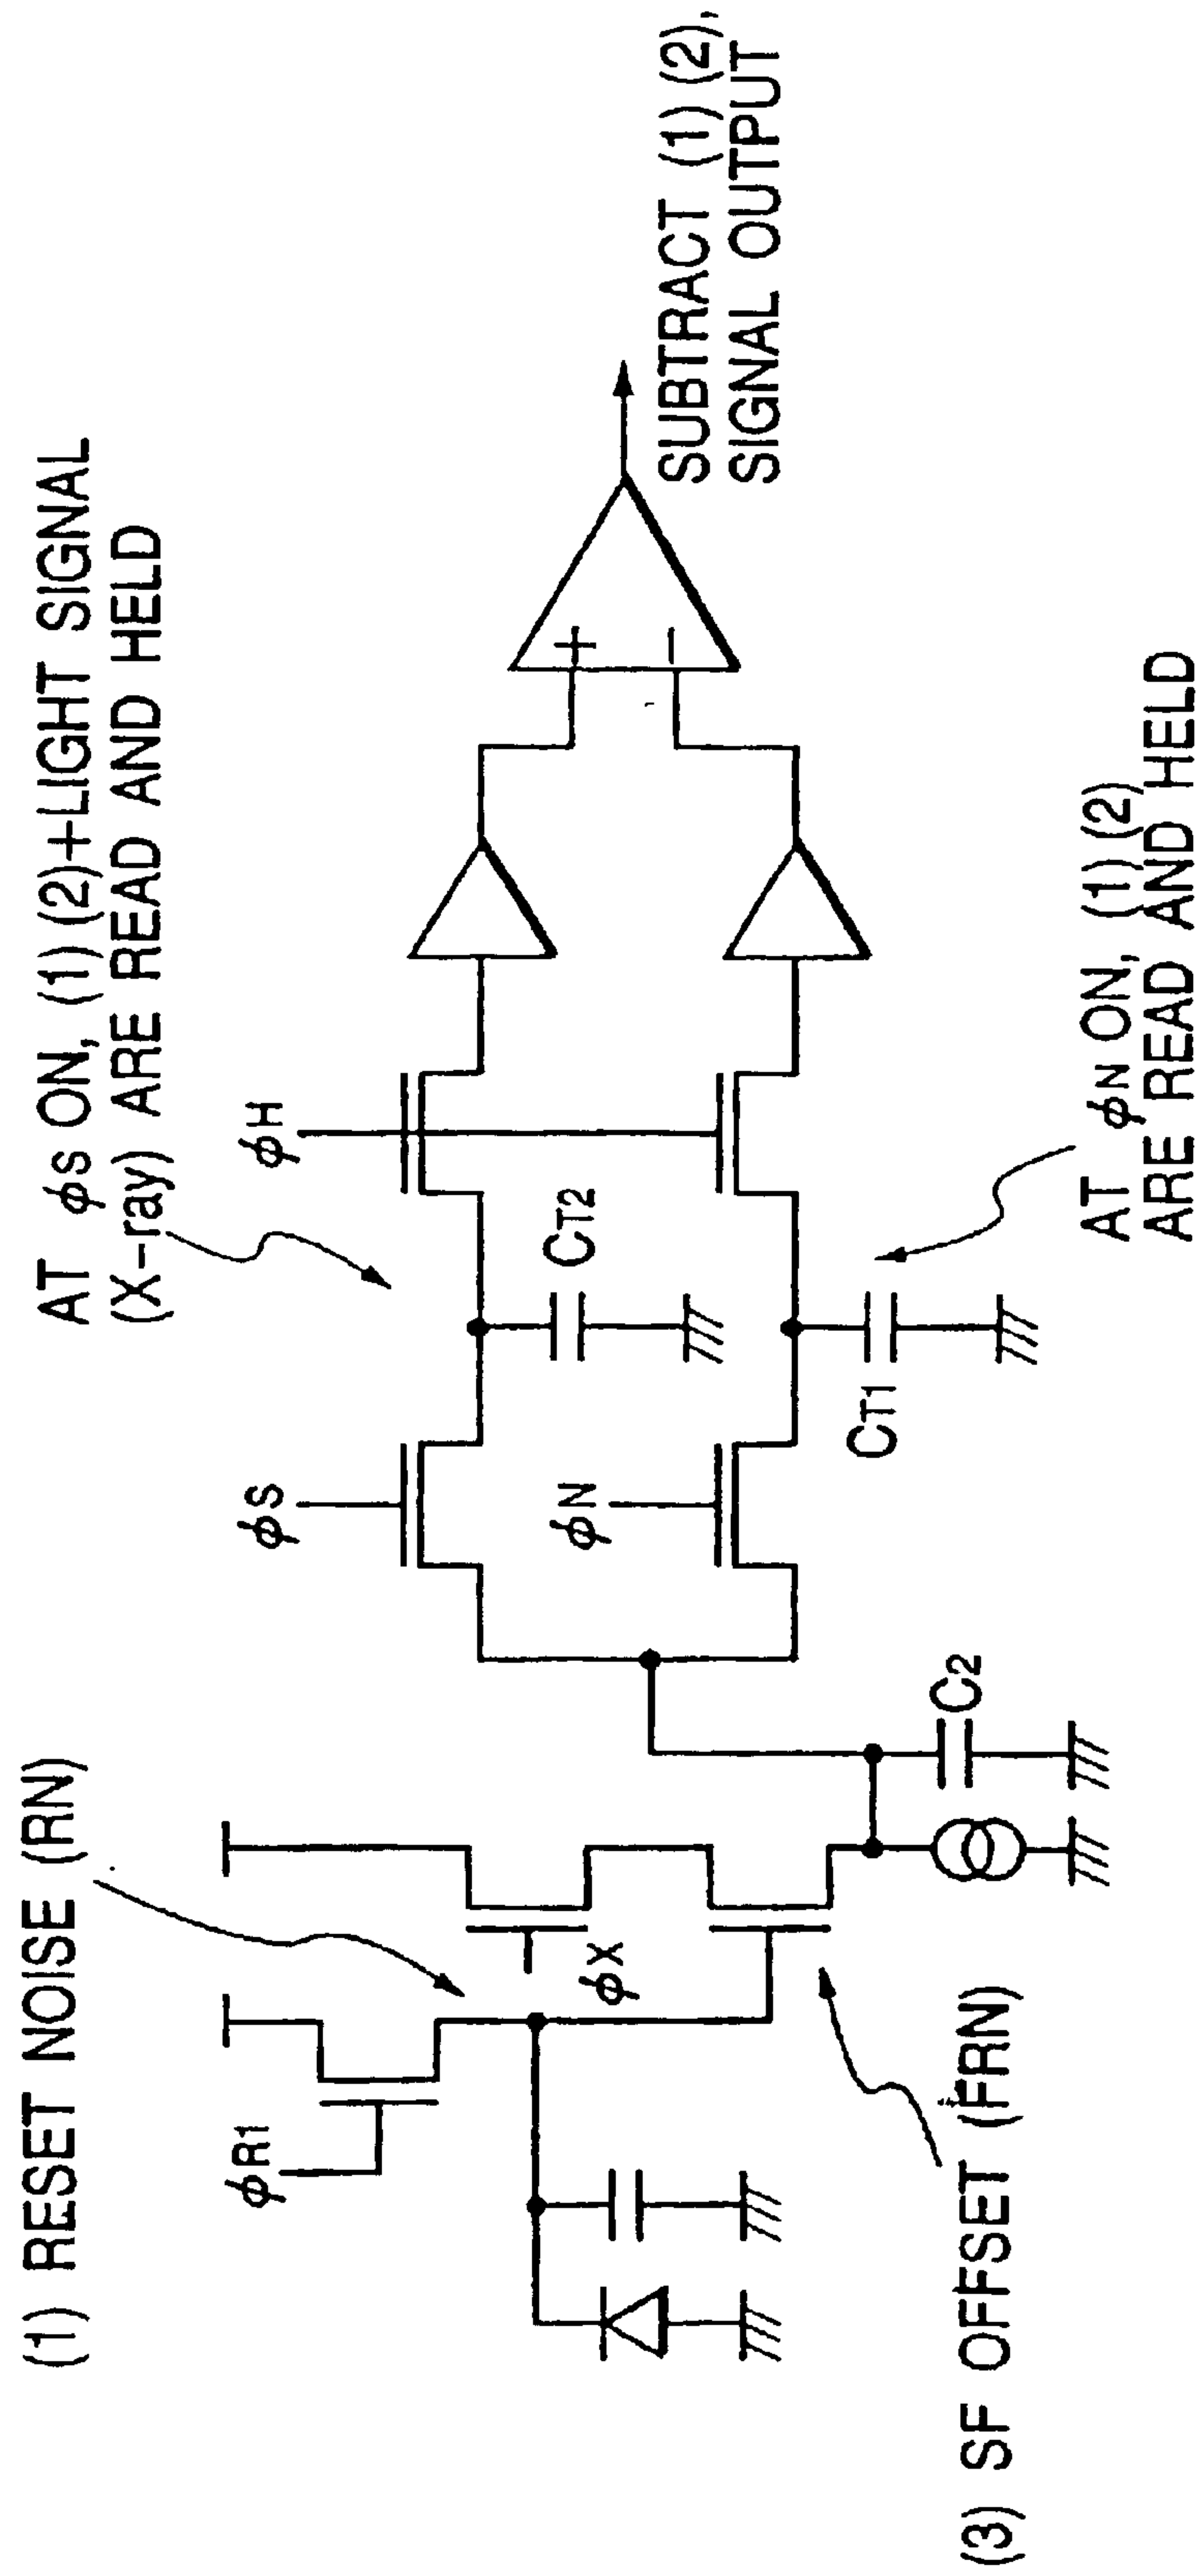 (1) RESET NOISE (RN)
AT ϕS ON, (1) (2)+LIGHT SIGNAL
(X-ray) ARE READ AND HELD
ϕR1
ϕX
ϕS
ϕH
ϕN
CT2
CT1
C2
+
−
SUBTRACT (1) (2),
SIGNAL OUTPUT
(3) SF OFFSET (FRN)
AT ϕN ON, (1) (2)
ARE READ AND HELD